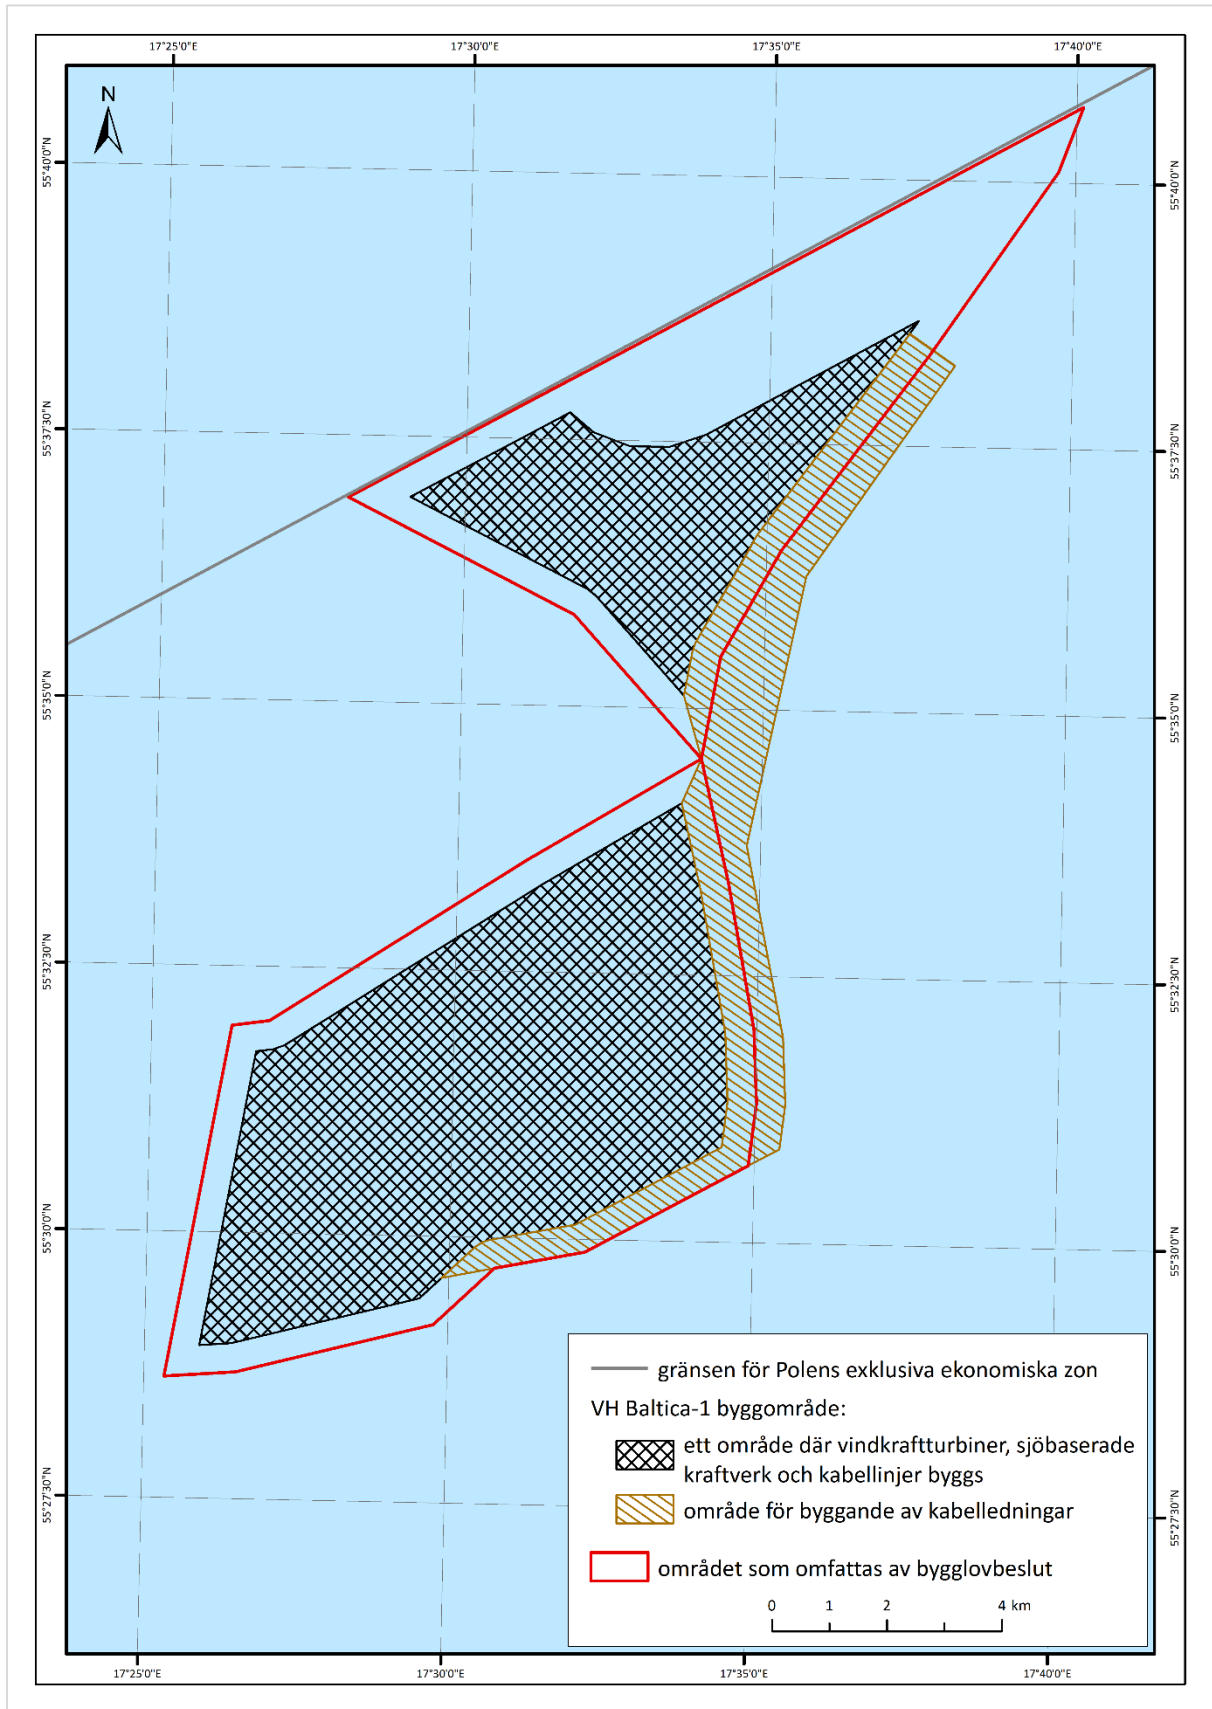 17°25'0"E 17°30'0"E 17°35'0"E 17°40'0"E
N
55°40'0"N 55°40'0"N
55°37'30"N 55°37'30"N
55°35'0"N 55°35'0"N
55°32'30"N 55°32'30"N
55°30'0"N 55°30'0"N
55°27'30"N 55°27'30"N
gränsen för Polens exklusiva ekonomiska zon
VH Baltica-1 byggområde:
ett område där vindkraftturbiner, sjöbaserade
kraftverk och kabellinjer byggs
område för byggande av kabelledningar
området som omfattas av bygglovbeslut
0 1 2 4 km
17°25'0"E 17°30'0"E 17°35'0"E 17°40'0"E